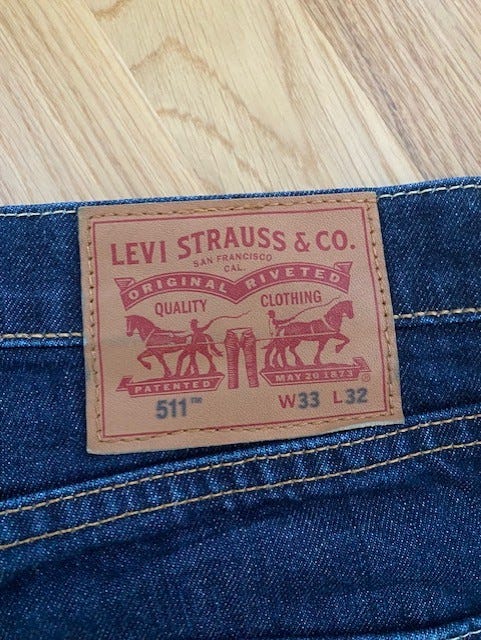 LEVI STRAUSS & CO.
SAN FRANCISCO
CAL.
ORIGINAL RIVETED
QUALITY CLOTHING
PATENTED MAY 20 1873 ®
511™ W33 L32